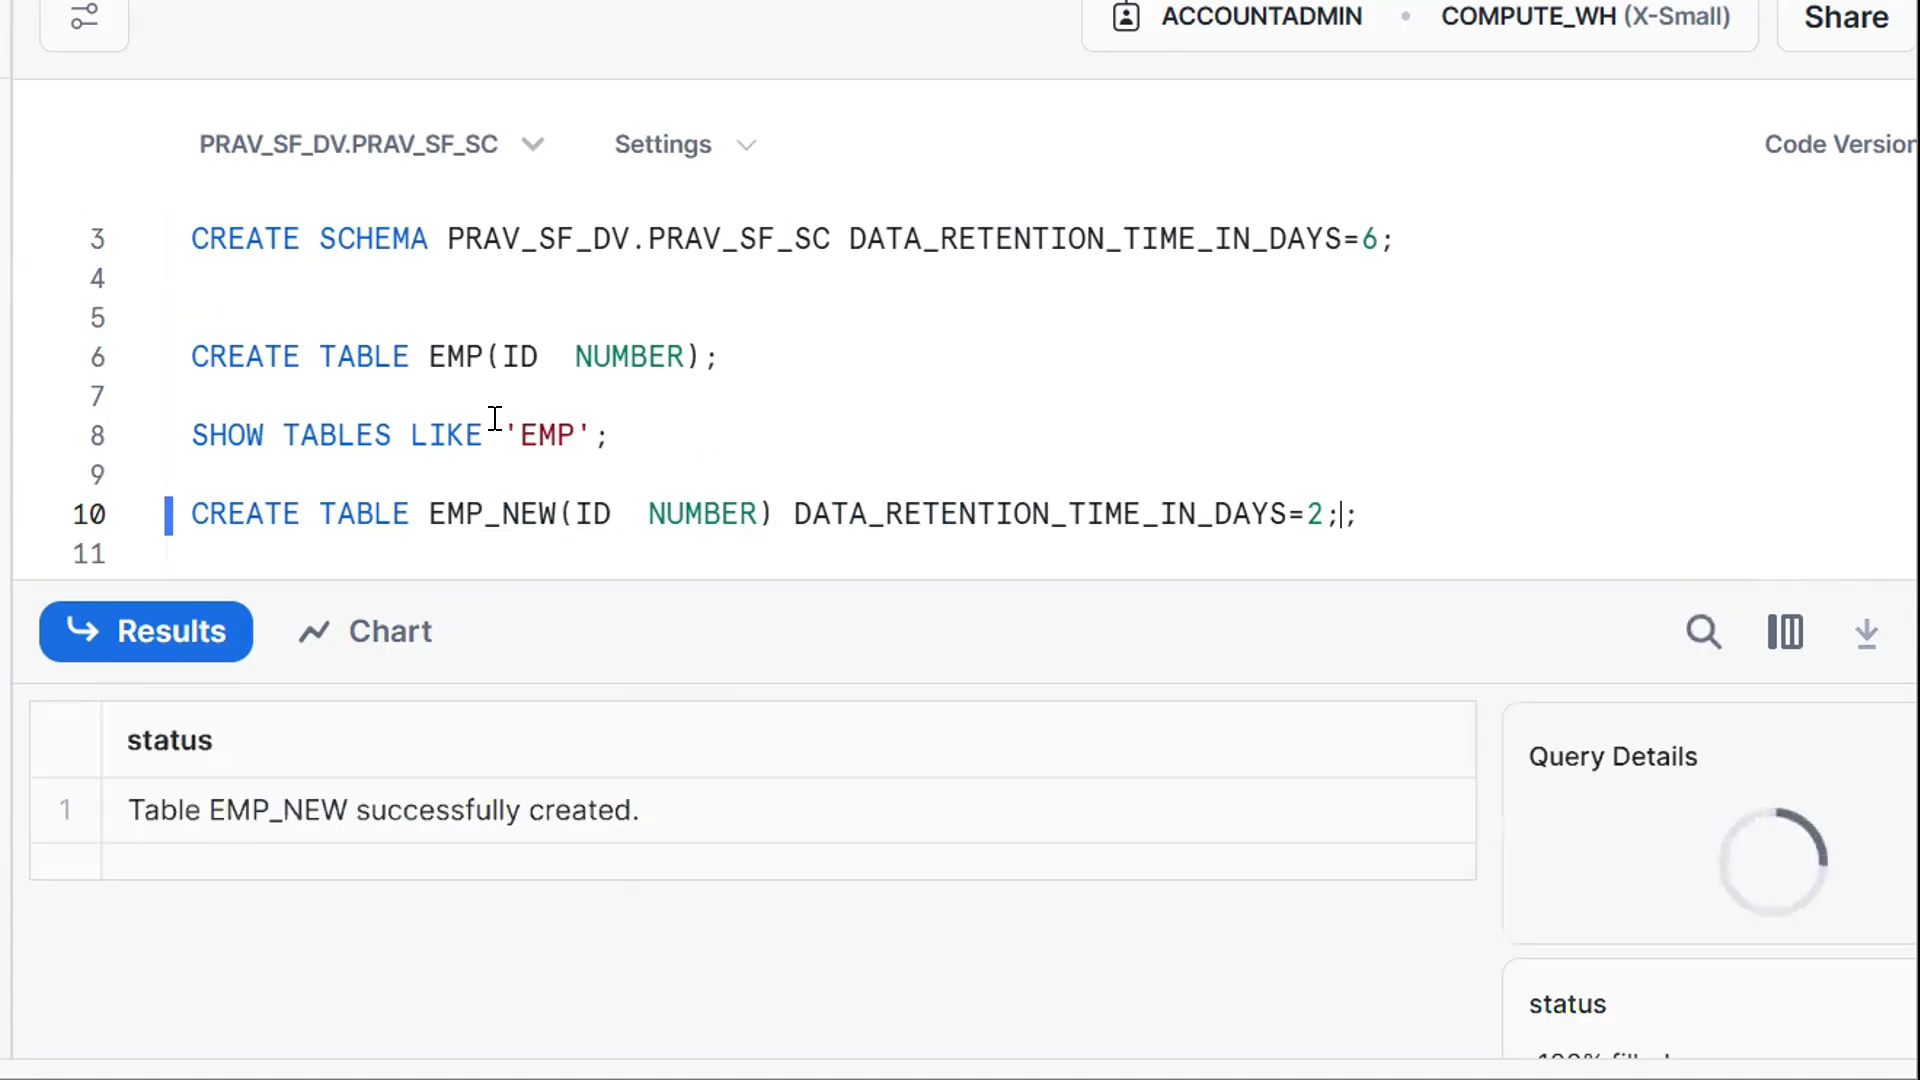 ACCOUNTADMIN • COMPUTE_WH (X-Small) Share
PRAV_SF_DV.PRAV_SF_SC Settings Code Version
3 CREATE SCHEMA PRAV_SF_DV.PRAV_SF_SC DATA_RETENTION_TIME_IN_DAYS=6;
4
5
6 CREATE TABLE EMP(ID  NUMBER);
7
8 SHOW TABLES LIKE 'EMP';
9
10 CREATE TABLE EMP_NEW(ID  NUMBER) DATA_RETENTION_TIME_IN_DAYS=2;;
11
Results Chart
status
1 Table EMP_NEW successfully created.
Query Details
status